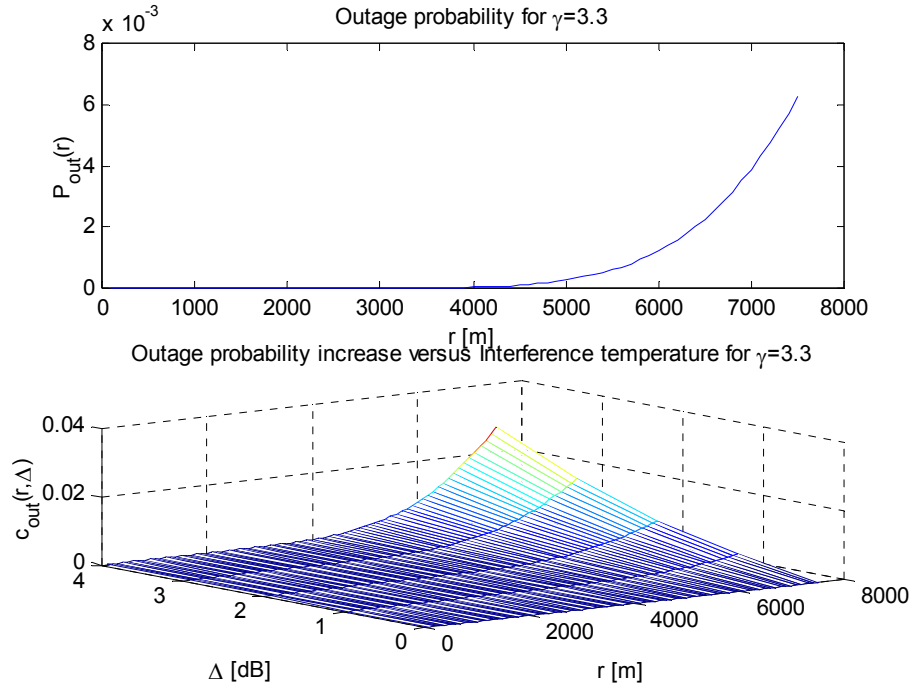 Outage probability for γ=3.3
x 10^-3
8
6
4
2
0
P_out(r)
0 1000 2000 3000 4000 5000 6000 7000 8000
r [m]
Outage probability increase versus Interference temperature for γ=3.3
0.04
0.02
0
c_out(r,Δ)
4 3 2 1 0
Δ [dB]
0 2000 4000 6000 8000
r [m]